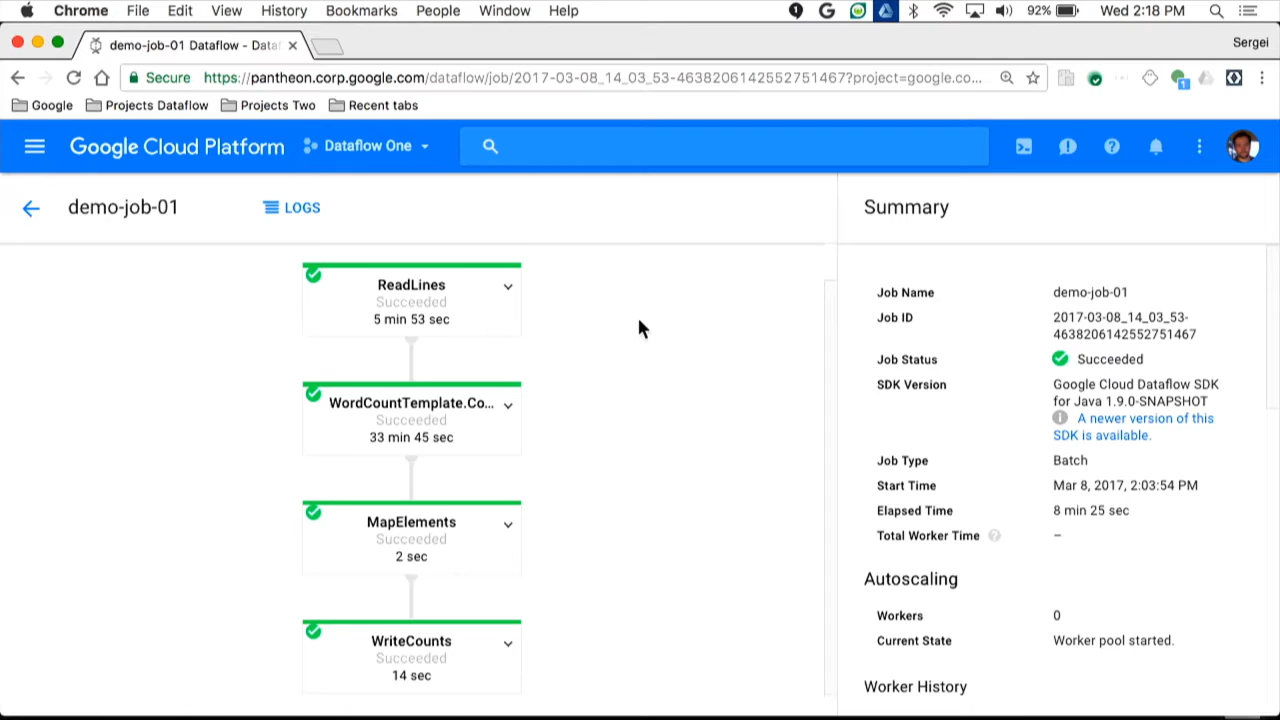 Chrome File Edit View History Bookmarks People Window Help 92% Wed 2:18 PM
demo-job-01 Dataflow - Data
Sergei
Secure https://pantheon.corp.google.com/dataflow/job/2017-03-08_14_03_53-4638206142552751467?project=google.co...
Google Projects Dataflow Projects Two Recent tabs
Google Cloud Platform Dataflow One
demo-job-01 LOGS
Summary
ReadLines
Succeeded
5 min 53 sec
WordCountTemplate.Co...
Succeeded
33 min 45 sec
MapElements
Succeeded
2 sec
WriteCounts
Succeeded
14 sec
Job Name demo-job-01
Job ID 2017-03-08_14_03_53-
4638206142552751467
Job Status Succeeded
SDK Version Google Cloud Dataflow SDK
for Java 1.9.0-SNAPSHOT
A newer version of this
SDK is available.
Job Type Batch
Start Time Mar 8, 2017, 2:03:54 PM
Elapsed Time 8 min 25 sec
Total Worker Time –
Autoscaling
Workers 0
Current State Worker pool started.
Worker History